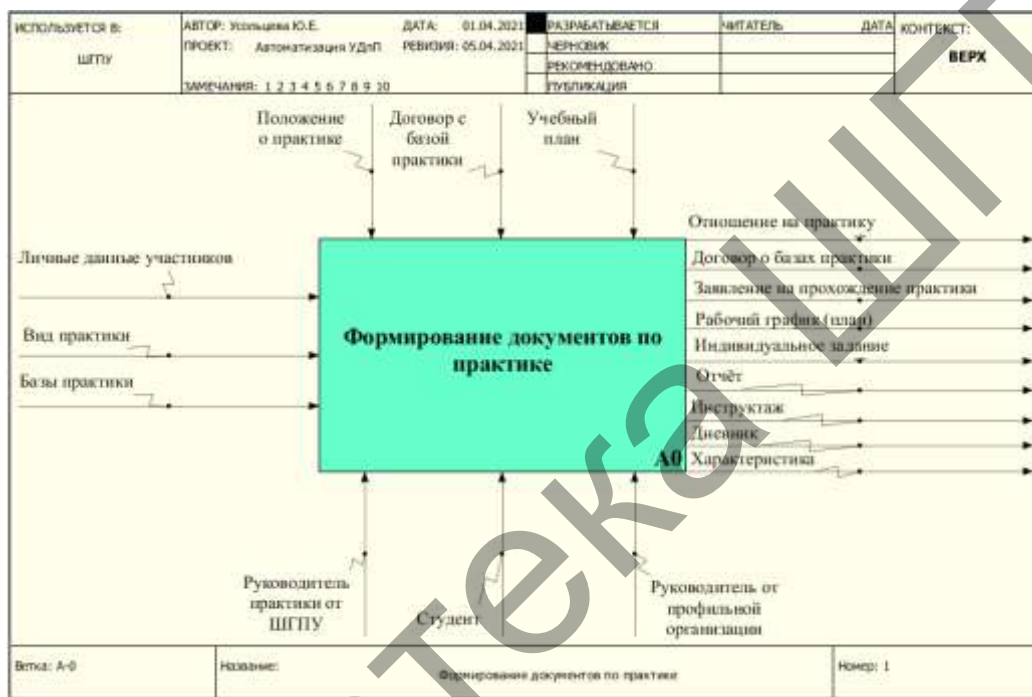 ИСПОЛЬЗУЕТСЯ В:
ШГПУ
АВТОР: Усольцева Ю.Е.
ДАТА: 01.04.2021
ПРОЕКТ: Автоматизация УДпП
РЕВИЗИЯ: 05.04.2021
ЗАМЕЧАНИЯ: 1 2 3 4 5 6 7 8 9 10
РАЗРАБАТЫВАЕТСЯ
ЧЕРНОВИК
РЕКОМЕНДОВАНО
ПУБЛИКАЦИЯ
ЧИТАТЕЛЬ
ДАТА
КОНТЕКСТ:
ВЕРХ
Положение
о практике
Договор с
базой
практики
Учебный
план
Личные данные участников
Вид практики
Базы практики
Формирование документов по
практике
A0
Отношение на практику
Договор о базах практики
Заявление на прохождение практики
Рабочий график (план)
Индивидуальное задание
Отчёт
Инструктаж
Дневник
Характеристика
Руководитель
практики от
ШГПУ
Студент
Руководитель от
профильной
организации
Ветка: A-0
Название:
Формирование документов по практике
Номер: 1
тека ШГП